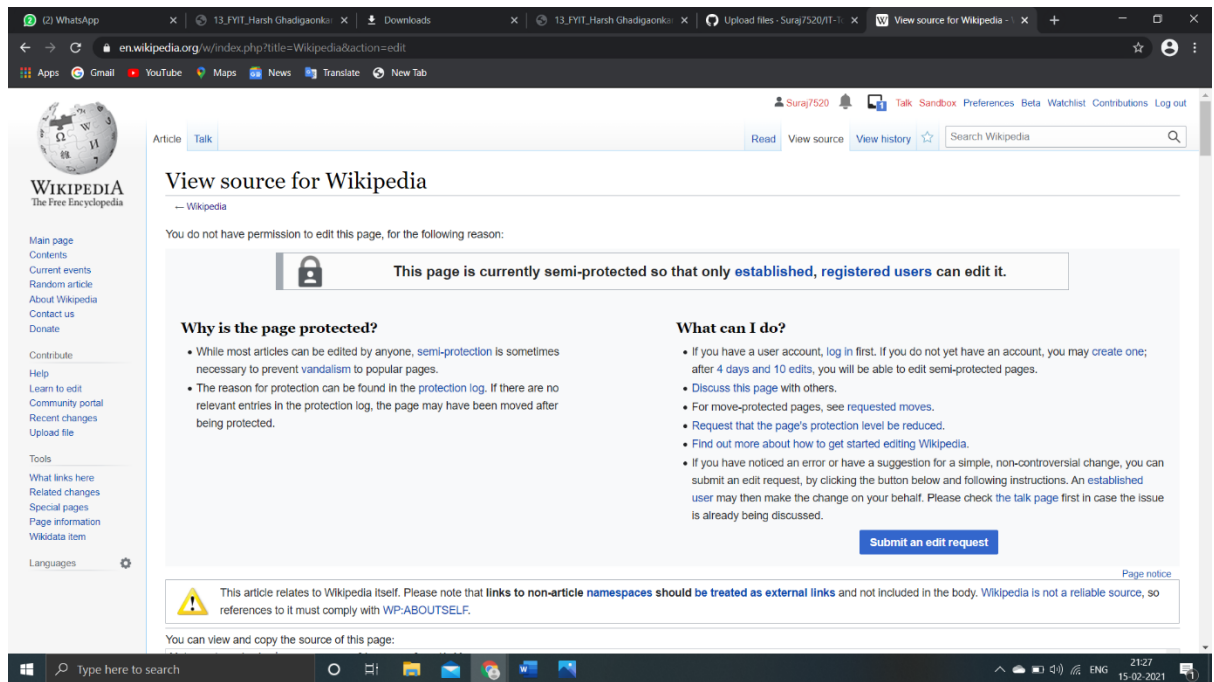 (2) WhatsApp
13_FYIT_Harsh Ghadigaonkar
Downloads
13_FYIT_Harsh Ghadigaonkar
Upload files · Suraj7520/IT-To
View source for Wikipedia - W
en.wikipedia.org/w/index.php?title=Wikipedia&action=edit
Apps Gmail YouTube Maps News Translate New Tab
Suraj7520 1 Talk Sandbox Preferences Beta Watchlist Contributions Log out
Article Talk Read View source View history Search Wikipedia
WIKIPEDIA
The Free Encyclopedia
Main page
Contents
Current events
Random article
About Wikipedia
Contact us
Donate
Contribute
Help
Learn to edit
Community portal
Recent changes
Upload file
Tools
What links here
Related changes
Special pages
Page information
Wikidata item
Languages
View source for Wikipedia
← Wikipedia
You do not have permission to edit this page, for the following reason:
This page is currently semi-protected so that only established, registered users can edit it.
Why is the page protected?
• While most articles can be edited by anyone, semi-protection is sometimes
necessary to prevent vandalism to popular pages.
• The reason for protection can be found in the protection log. If there are no
relevant entries in the protection log, the page may have been moved after
being protected.
What can I do?
• If you have a user account, log in first. If you do not yet have an account, you may create one;
after 4 days and 10 edits, you will be able to edit semi-protected pages.
• Discuss this page with others.
• For move-protected pages, see requested moves.
• Request that the page's protection level be reduced.
• Find out more about how to get started editing Wikipedia.
• If you have noticed an error or have a suggestion for a simple, non-controversial change, you can
submit an edit request, by clicking the button below and following instructions. An established
user may then make the change on your behalf. Please check the talk page first in case the issue
is already being discussed.
Submit an edit request
Page notice
This article relates to Wikipedia itself. Please note that links to non-article namespaces should be treated as external links and not included in the body. Wikipedia is not a reliable source, so
references to it must comply with WP:ABOUTSELF.
You can view and copy the source of this page:
Type here to search
ENG
21:27
15-02-2021